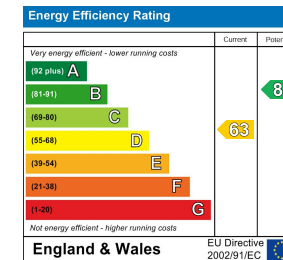 Energy Efficiency Rating
Current
Very energy efficient - lower running costs
(92 plus) A
(81-91) B
8
(69-80) C
63
(55-68) D
(39-54) E
(21-38) F
(1-20) G
Not energy efficient - higher running costs
England & Wales
EU Directive
2002/91/EC